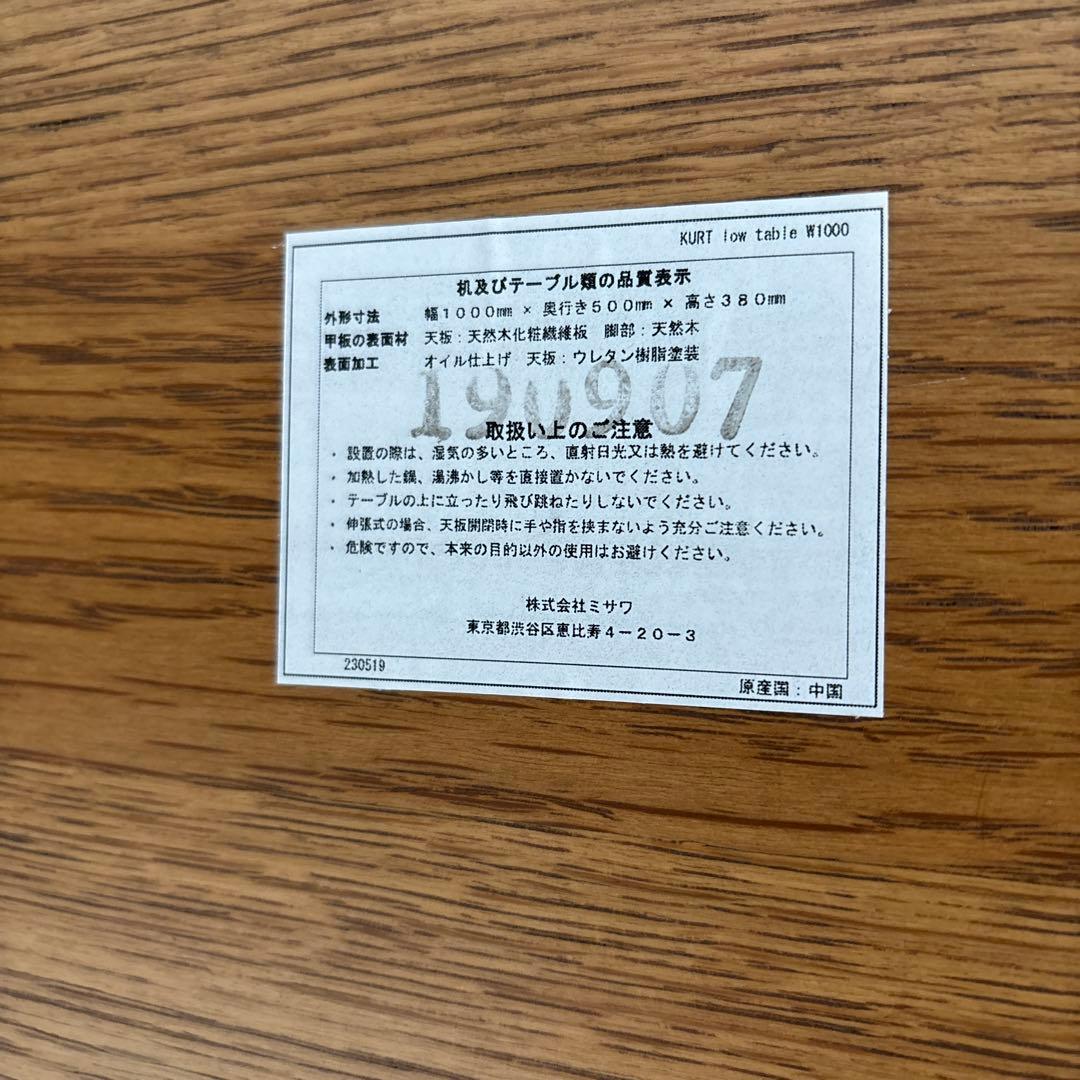 KURT low table W1000
机及びテーブル類の品質表示
外形寸法 幅1000㎜ × 奥行き500㎜ × 高さ380㎜
甲板の表面材 天板：天然木化粧繊維板 脚部：天然木
表面加工 オイル仕上げ 天板：ウレタン樹脂塗装
190907
取扱い上のご注意
・設置の際は、湿気の多いところ、直射日光又は熱を避けてください。
・加熱した鍋、湯沸かし等を直接置かないでください。
・テーブルの上に立ったり飛び跳ねたりしないでください。
・伸張式の場合、天板開閉時に手や指を挟まないよう充分ご注意ください。
・危険ですので、本来の目的以外の使用はお避けください。
株式会社ミサワ
東京都渋谷区恵比寿４－２０－３
230519
原産国：中国